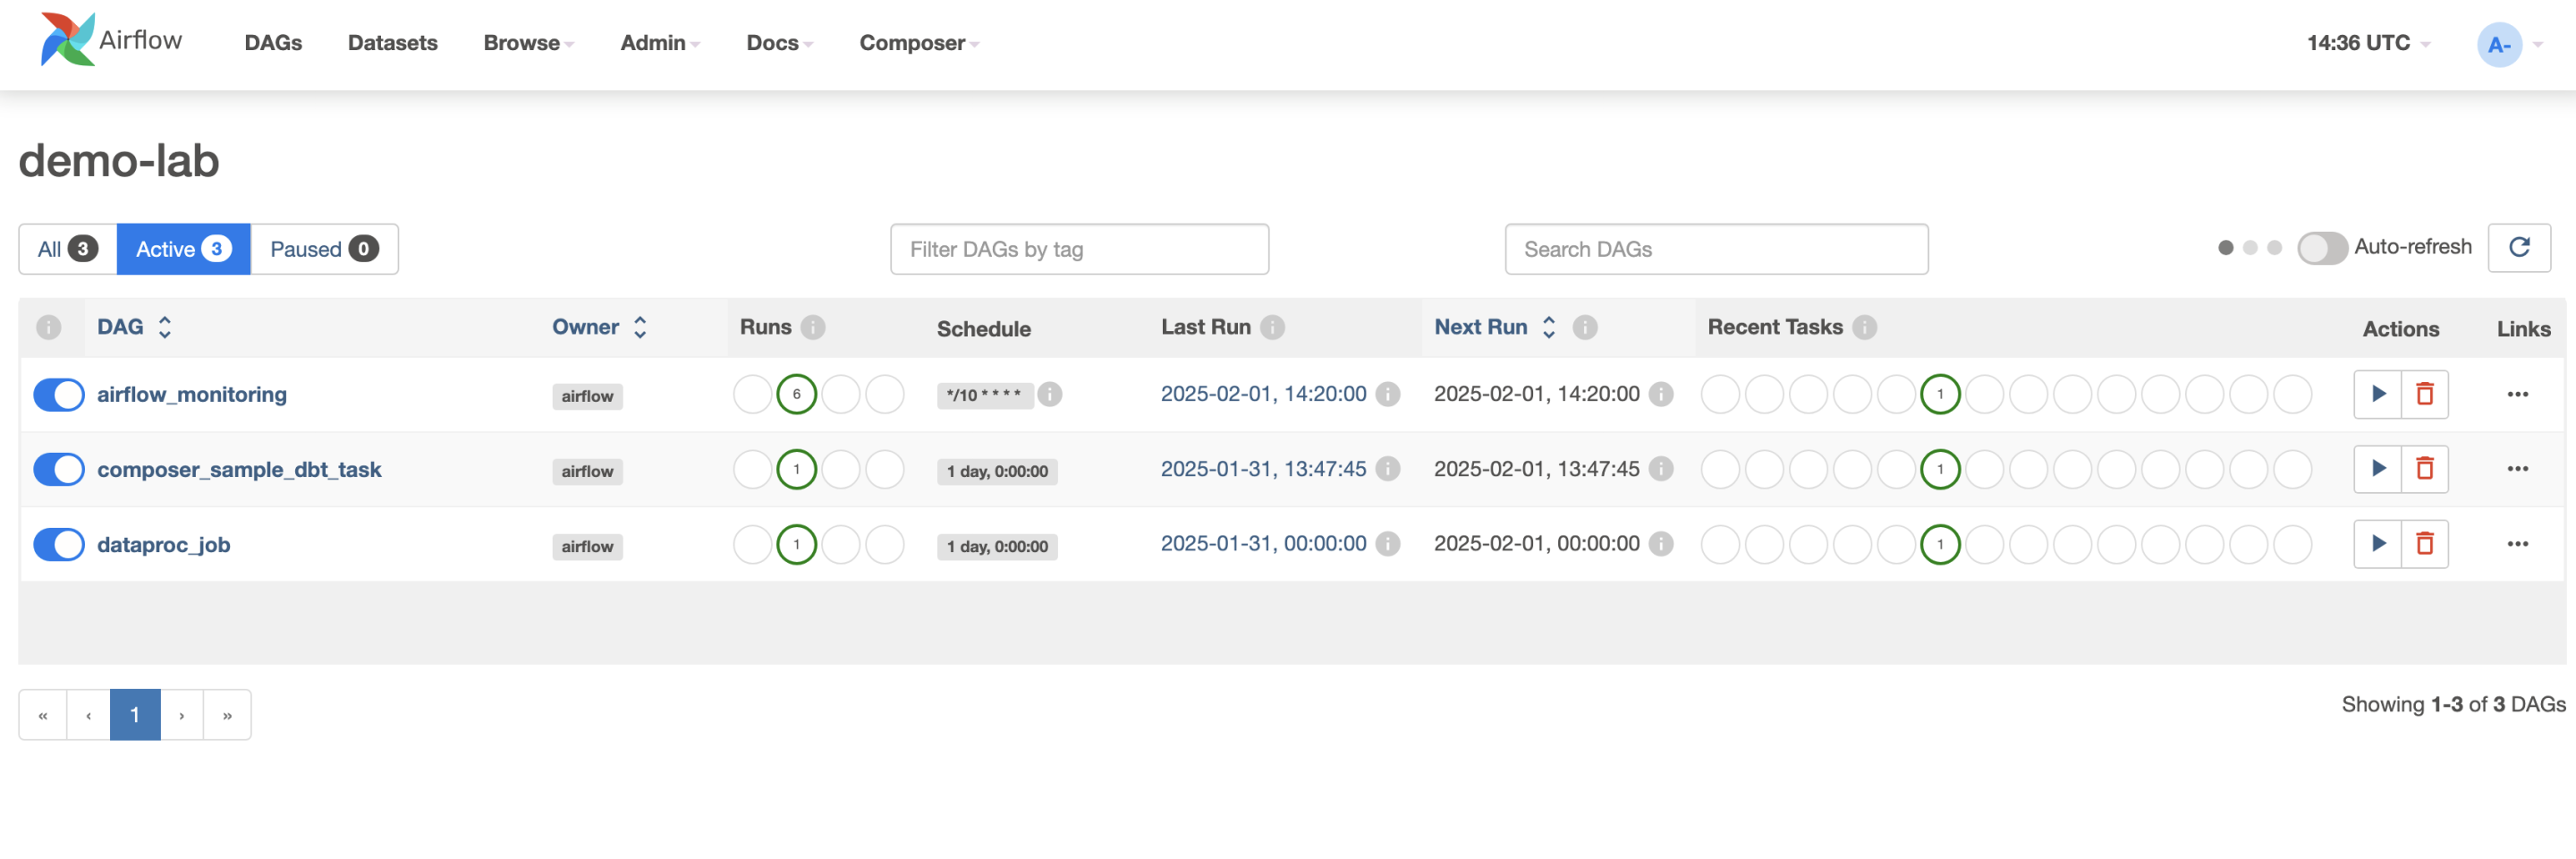 Airflow DAGs Datasets Browse Admin Docs Composer 14:36 UTC A-
demo-lab
All 3 Active 3 Paused 0 Filter DAGs by tag Search DAGs Auto-refresh
i DAG Owner Runs i Schedule Last Run i Next Run i Recent Tasks i Actions Links
airflow_monitoring airflow 6 */10 * * * * i 2025-02-01, 14:20:00 i 2025-02-01, 14:20:00 i 1 •••
composer_sample_dbt_task airflow 1 1 day, 0:00:00 2025-01-31, 13:47:45 i 2025-02-01, 13:47:45 i 1 •••
dataproc_job airflow 1 1 day, 0:00:00 2025-01-31, 00:00:00 i 2025-02-01, 00:00:00 i 1 •••
« ‹ 1 › » Showing 1-3 of 3 DAGs